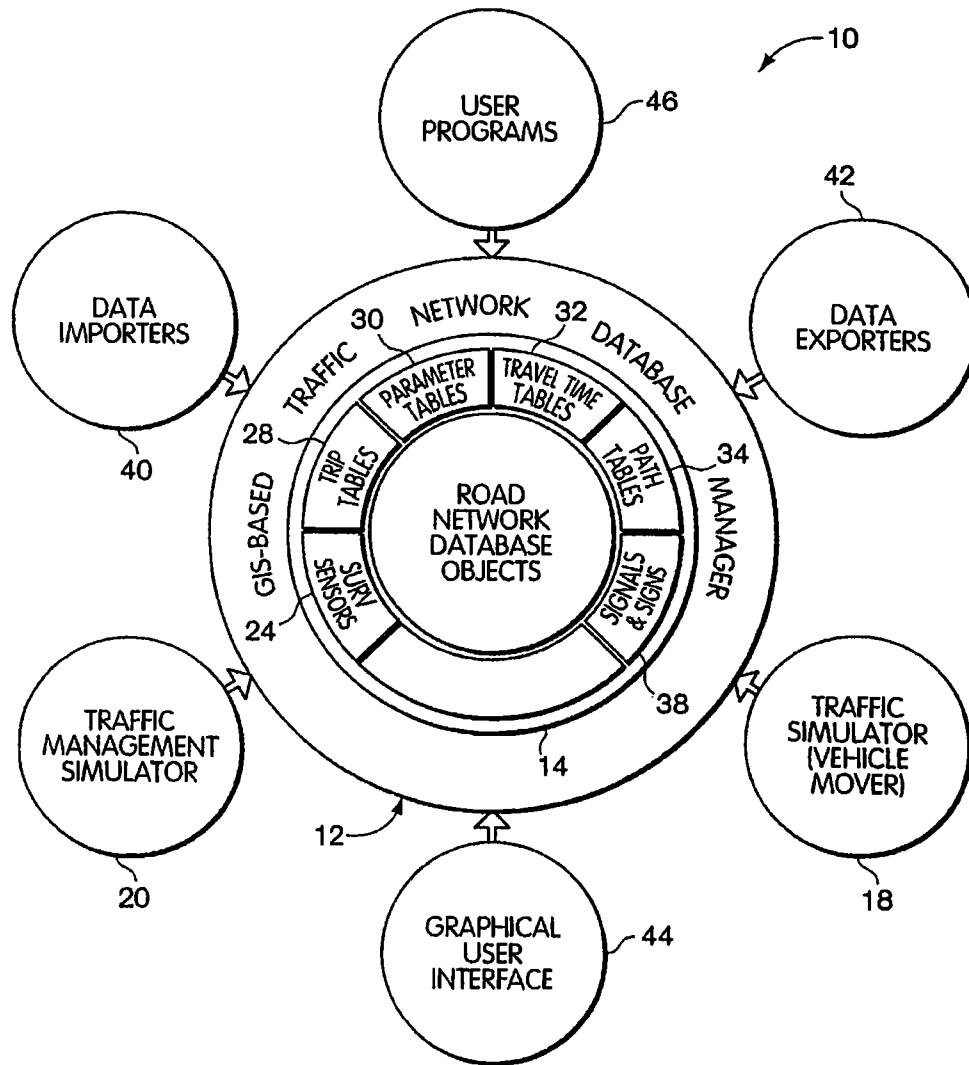 10
USER
PROGRAMS
46
42
DATA
IMPORTERS
40
DATA
EXPORTERS
GIS-BASED TRAFFIC NETWORK DATABASE MANAGER
30
32
28
34
PARAMETER
TABLES
TRAVEL TIME
TABLES
TRIP
TABLES
PATH
TABLES
ROAD
NETWORK
DATABASE
OBJECTS
SURV
SENSORS
SIGNALS
& SIGNS
24
38
14
12
TRAFFIC
MANAGEMENT
SIMULATOR
20
TRAFFIC
SIMULATOR
(VEHICLE
MOVER)
18
GRAPHICAL
USER
INTERFACE
44